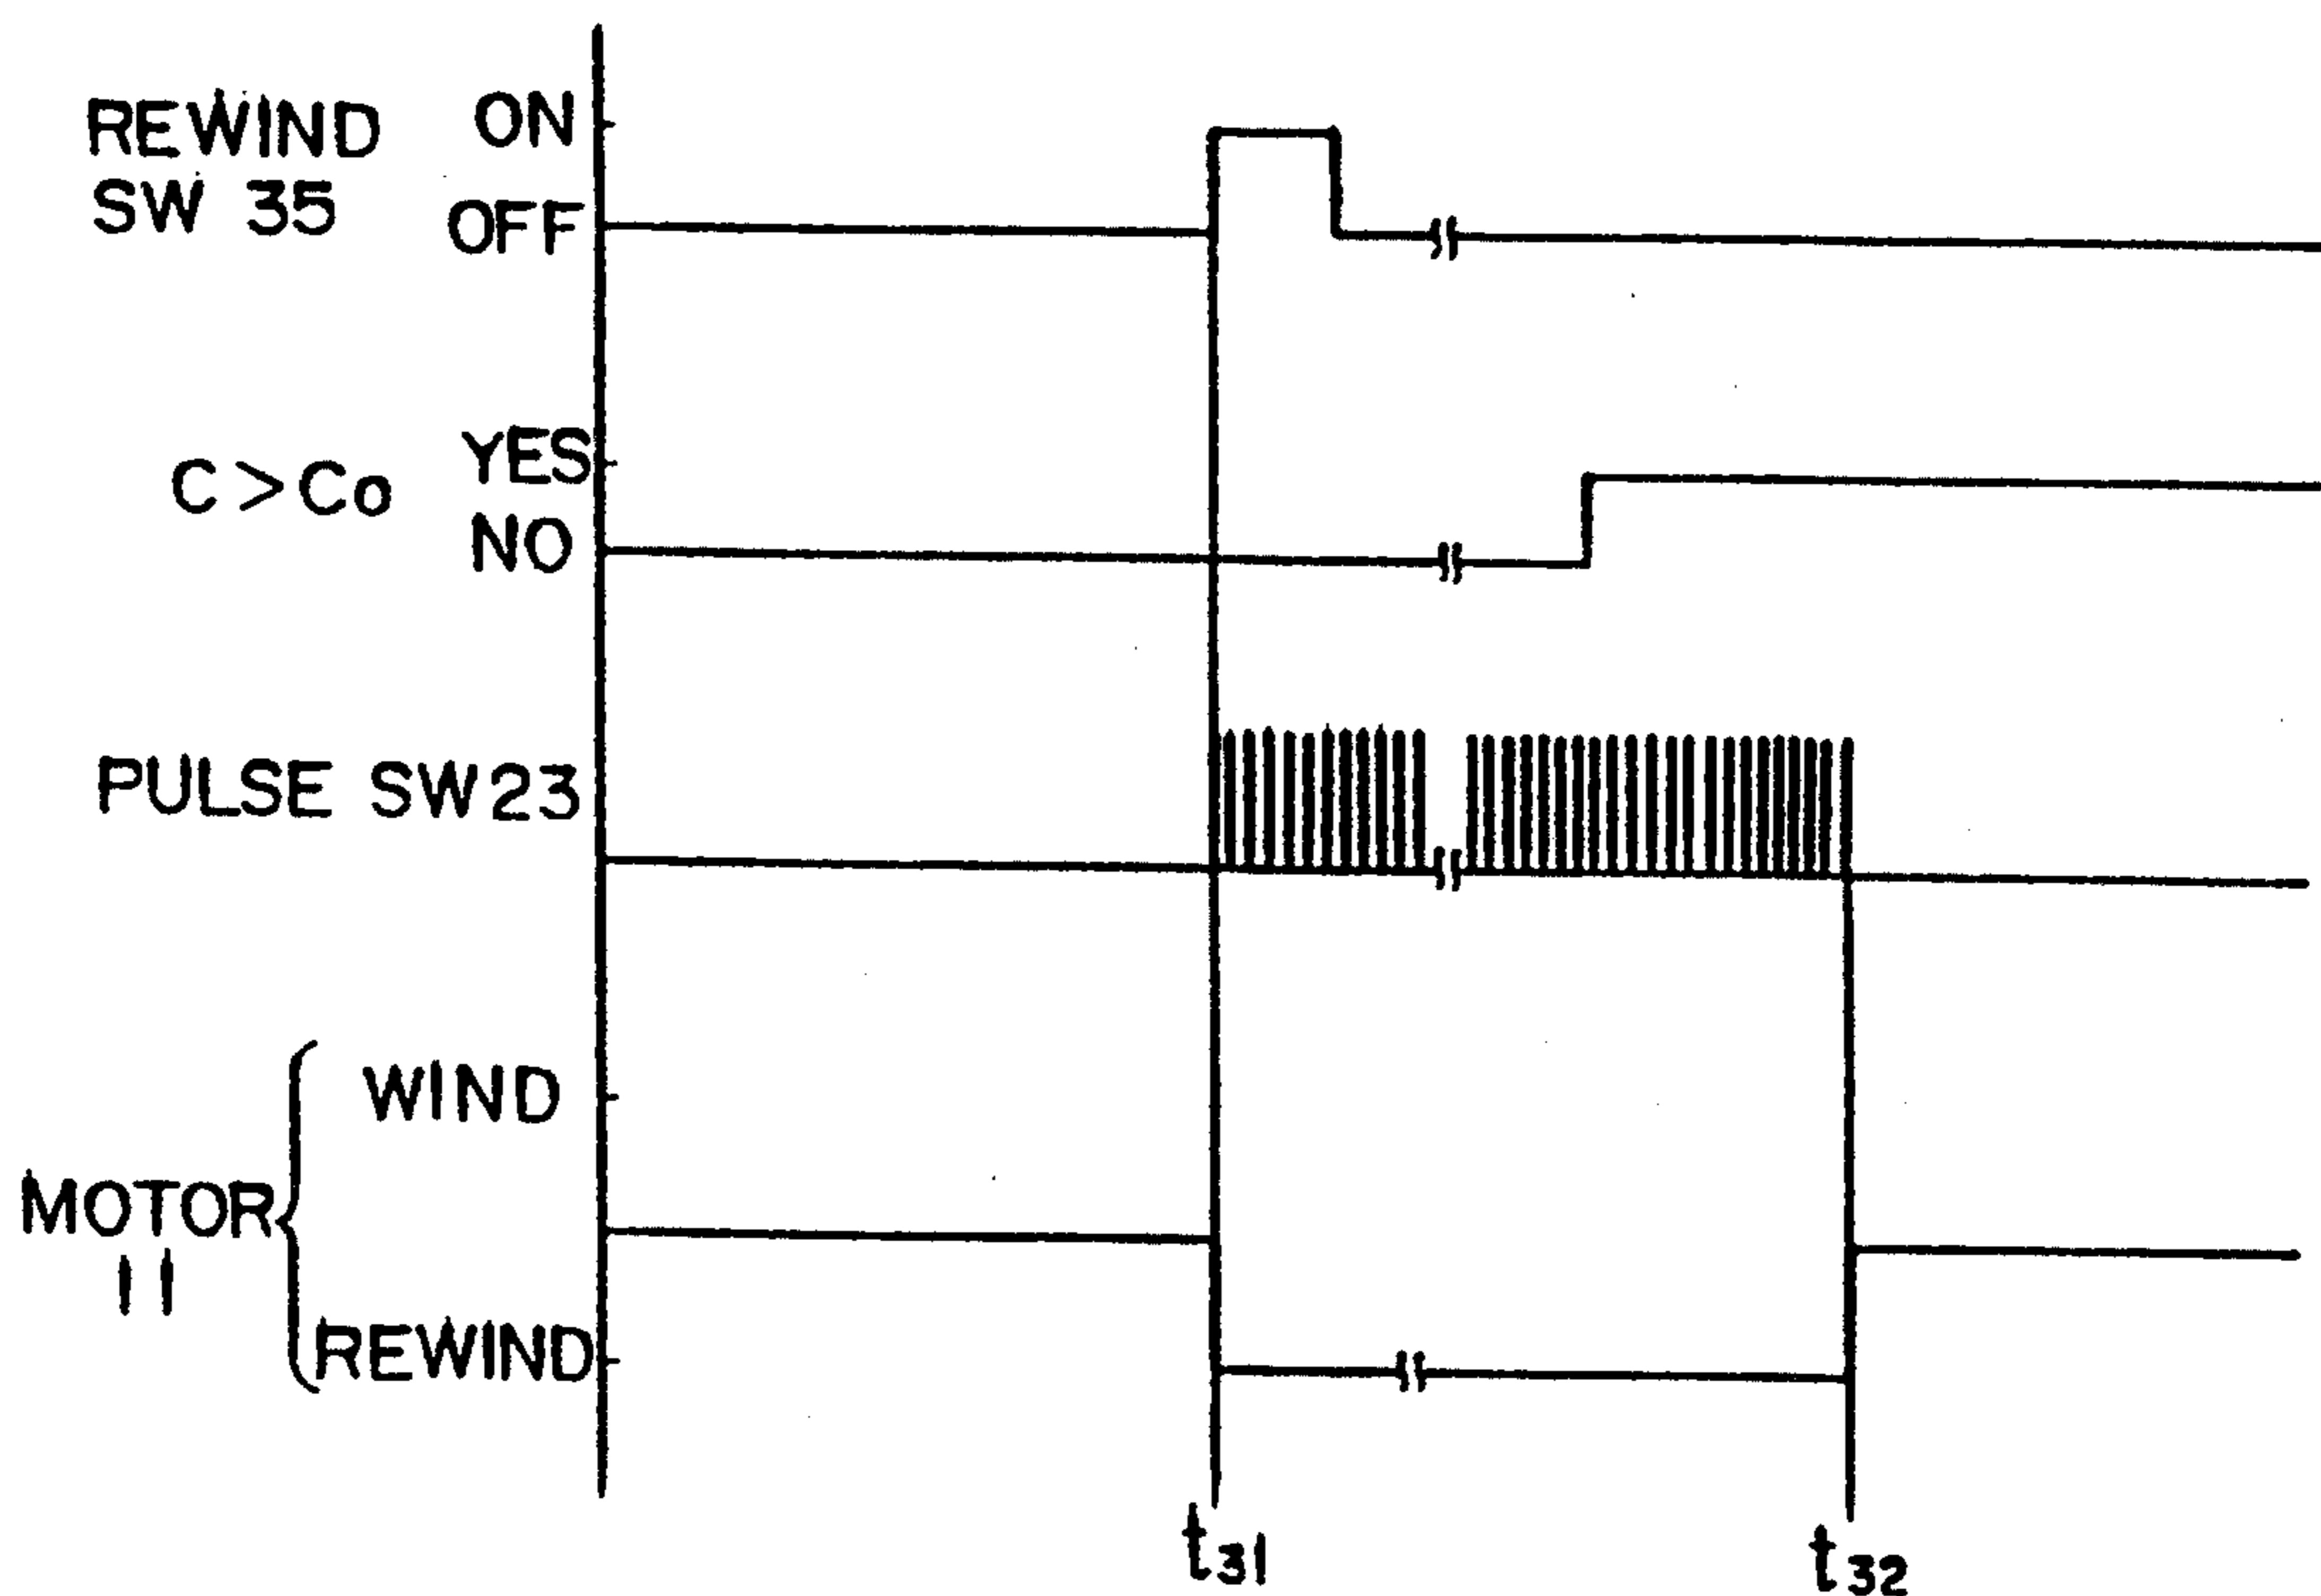 REWIND
SW 35
ON
OFF
C>Co
YES
NO
PULSE SW23
MOTOR
11
WIND
REWIND
t31
t32